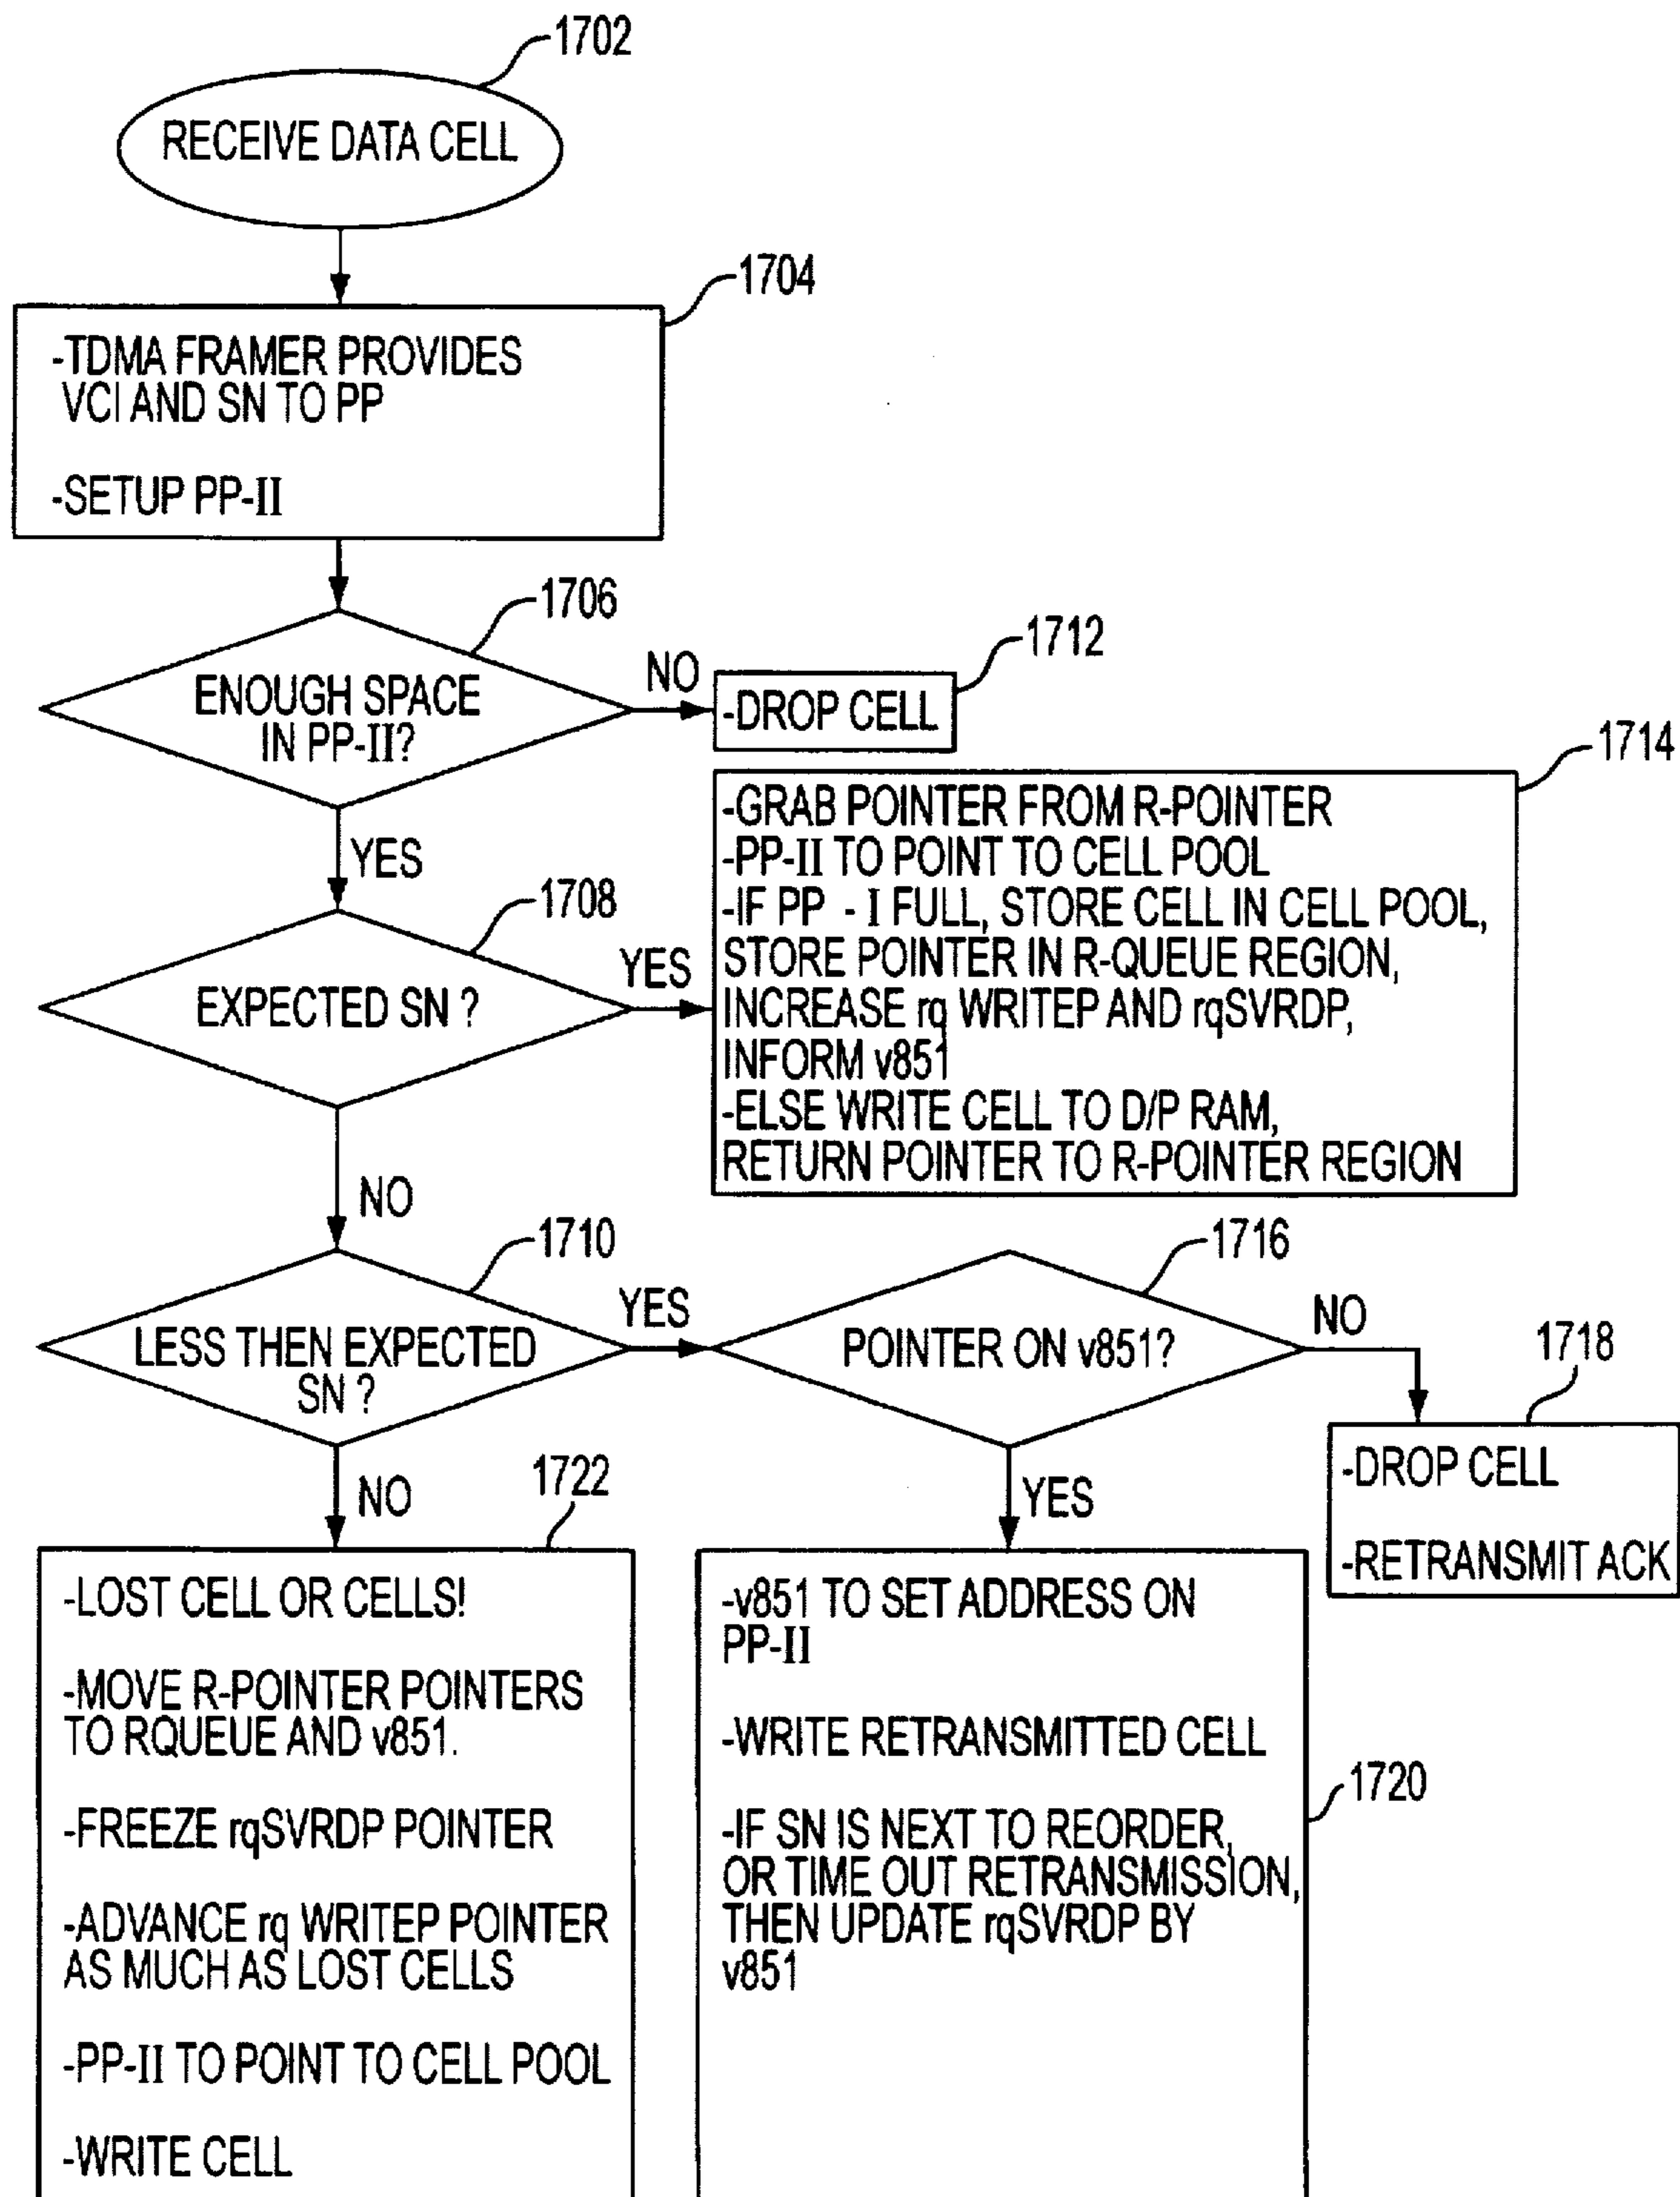 1702
RECEIVE DATA CELL
1704
-TDMA FRAMER PROVIDES
VCI AND SN TO PP
-SETUP PP-II
1706
ENOUGH SPACE
IN PP-II?
NO
1712
-DROP CELL
YES
1714
-GRAB POINTER FROM R-POINTER
-PP-II TO POINT TO CELL POOL
-IF PP - I FULL, STORE CELL IN CELL POOL,
STORE POINTER IN R-QUEUE REGION,
INCREASE rq WRITEP AND rqSVRDP,
INFORM v851
-ELSE WRITE CELL TO D/P RAM,
RETURN POINTER TO R-POINTER REGION
1708
EXPECTED SN ?
YES
NO
1710
LESS THEN EXPECTED
SN ?
YES
1716
POINTER ON v851?
NO
1718
-DROP CELL
-RETRANSMIT ACK
NO
1722
-LOST CELL OR CELLS!
-MOVE R-POINTER POINTERS
TO RQUEUE AND v851.
-FREEZE rqSVRDP POINTER
-ADVANCE rq WRITEP POINTER
AS MUCH AS LOST CELLS
-PP-II TO POINT TO CELL POOL
-WRITE CELL
YES
-v851 TO SET ADDRESS ON
PP-II
-WRITE RETRANSMITTED CELL
-IF SN IS NEXT TO REORDER,
OR TIME OUT RETRANSMISSION,
THEN UPDATE rqSVRDP BY
v851
1720